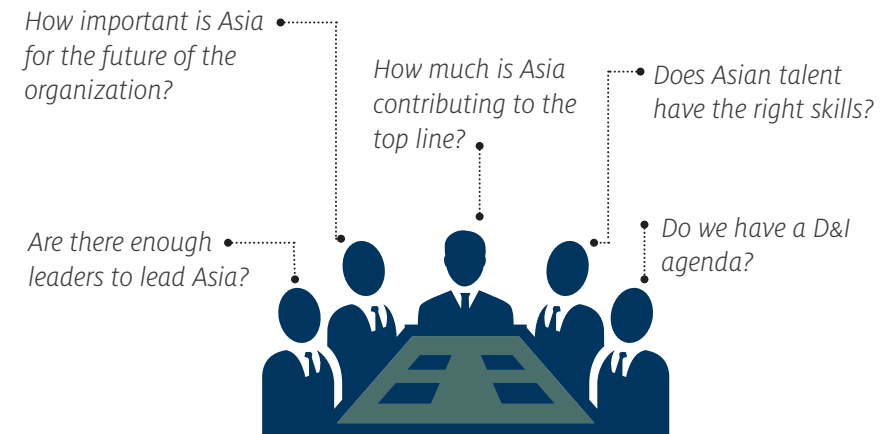 How important is Asia
for the future of the
organization?
How much is Asia
contributing to the
top line?
Does Asian talent
have the right skills?
Are there enough
leaders to lead Asia?
Do we have a D&I
agenda?